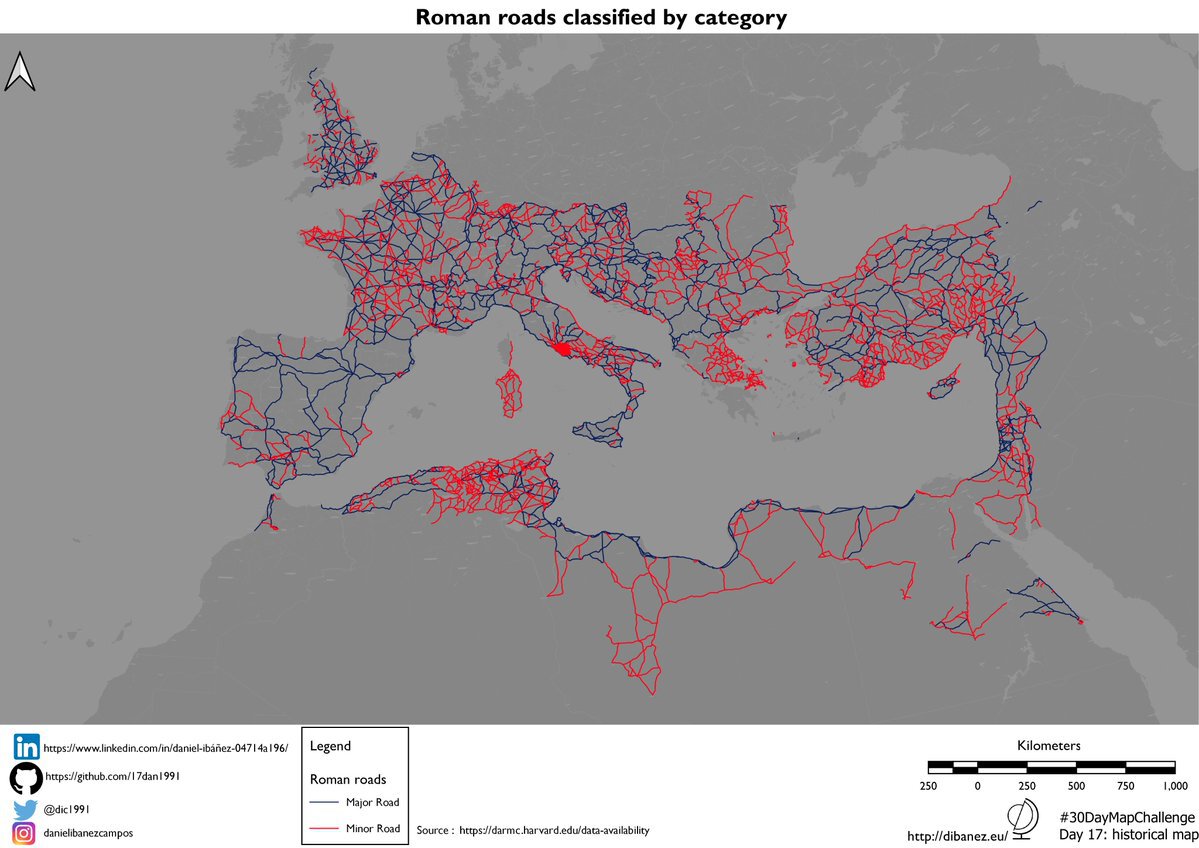 Roman roads classified by category
in
https://www.linkedin.com/in/daniel-ibáñez-04714a196/
https://github.com/17dan1991
@dic1991
danielibanezcampos
Legend
Roman roads
Major Road
Minor Road
Source : https://darmc.harvard.edu/data-availability
Kilometers
250 0 250 500 750 1,000
http://dibanez.eu/
#30DayMapChallenge
Day 17: historical map